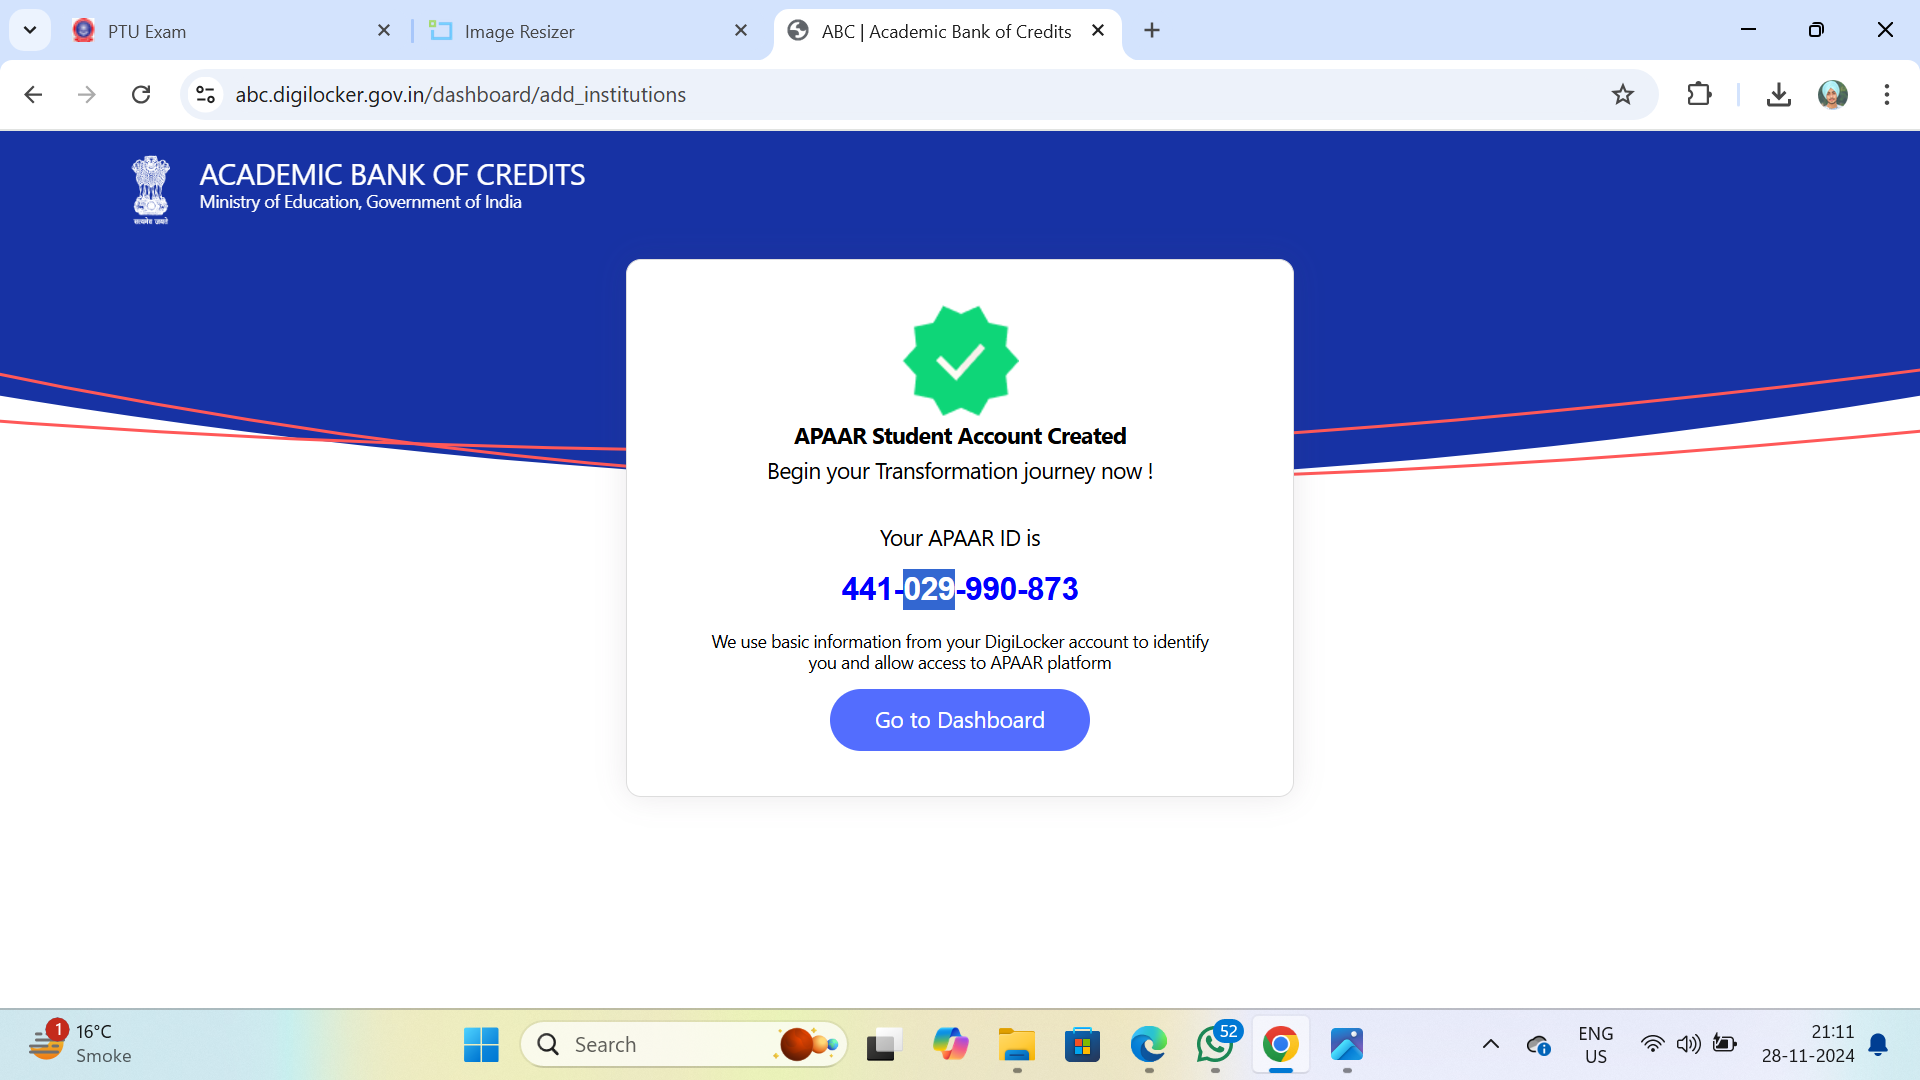 PTU Exam
Image Resizer
ABC | Academic Bank of Credits
abc.digilocker.gov.in/dashboard/add_institutions
सत्यमेव जयते
ACADEMIC BANK OF CREDITS
Ministry of Education, Government of India
APAAR Student Account Created
Begin your Transformation journey now !
Your APAAR ID is
441-029-990-873
We use basic information from your DigiLocker account to identify
you and allow access to APAAR platform
Go to Dashboard
1
16°C
Smoke
Search
52
ENG
US
21:11
28-11-2024